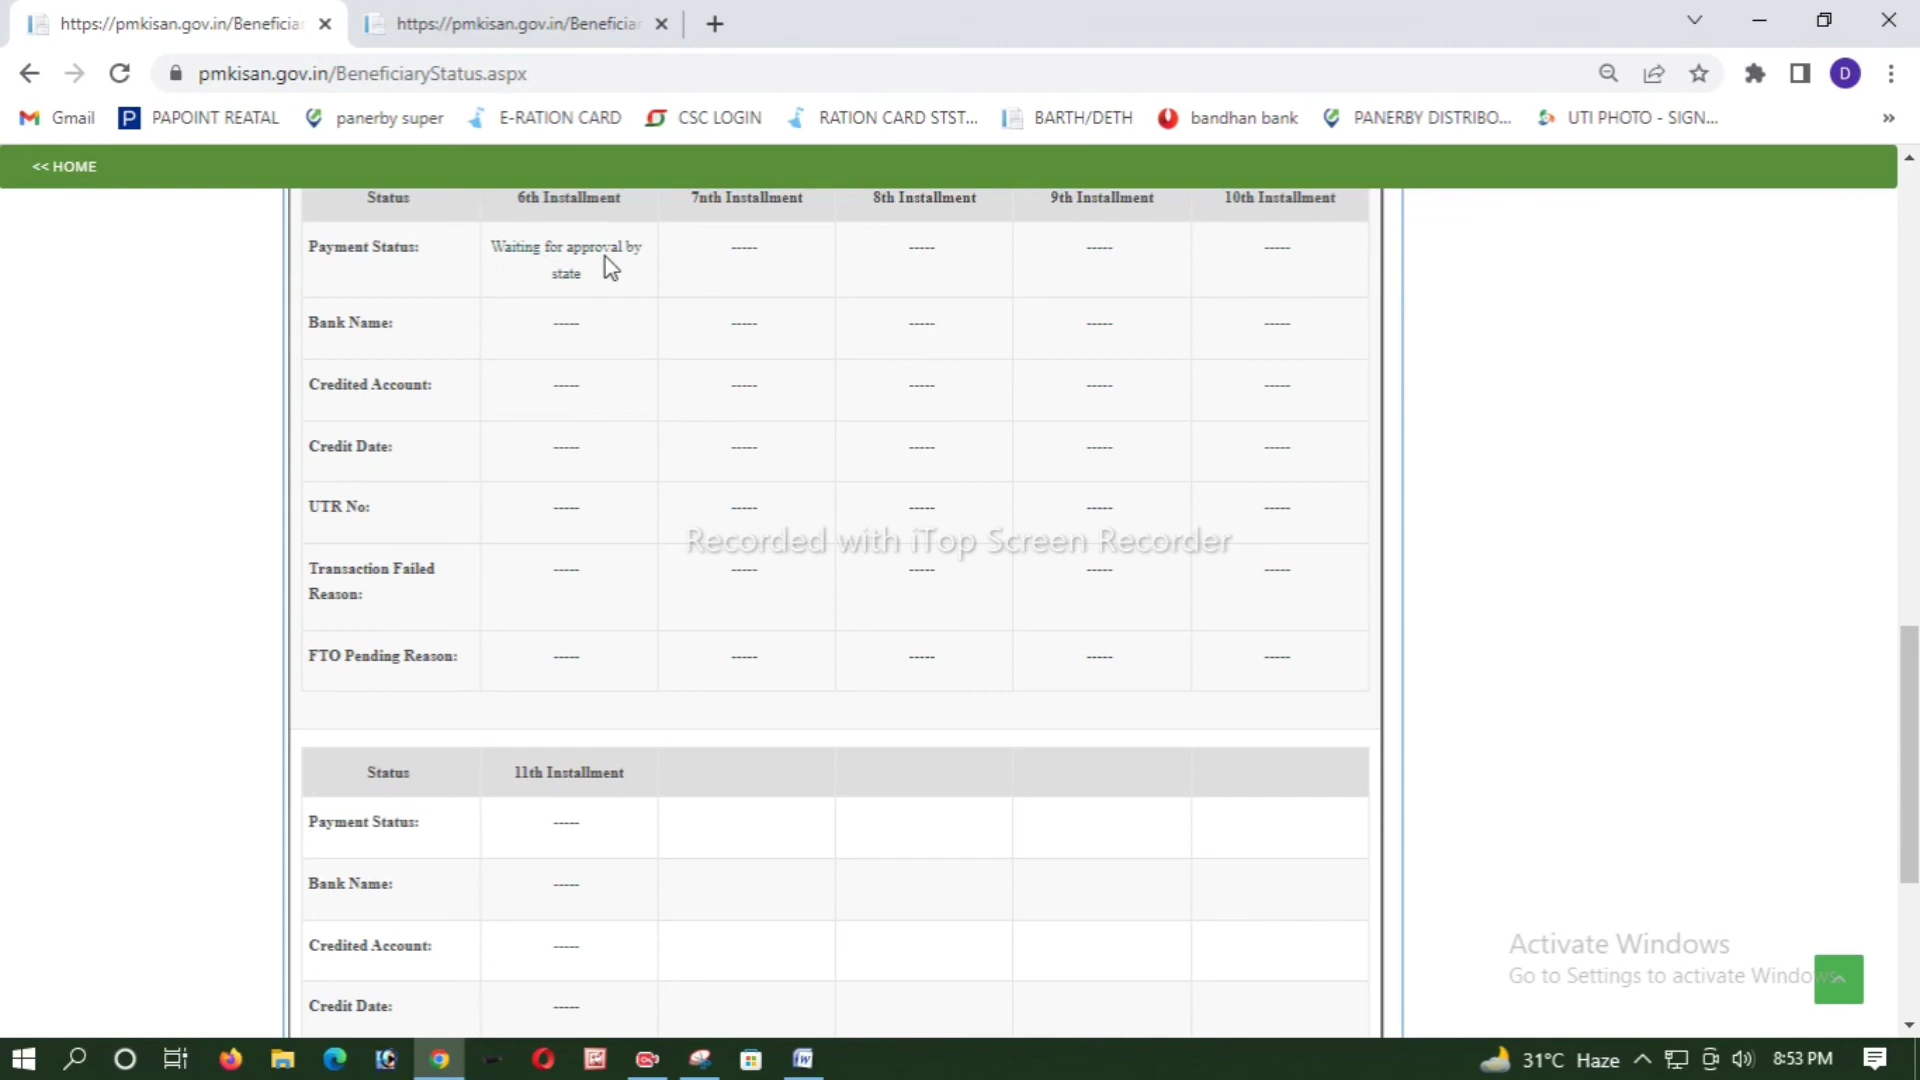 https://pmkisan.gov.in/Beneficiar
https://pmkisan.gov.in/Beneficiar
pmkisan.gov.in/BeneficiaryStatus.aspx
D
Gmail
P PAPOINT REATAL
panerby super
E-RATION CARD
CSC LOGIN
RATION CARD STST...
BARTH/DETH
bandhan bank
PANERBY DISTRIBO...
UTI PHOTO - SIGN...
»
<< HOME
Status 6th Installment 7nth Installment 8th Installment 9th Installment 10th Installment
Payment Status: Waiting for approval by ----- ----- ----- -----
state
Bank Name: ----- ----- ----- ----- -----
Credited Account: ----- ----- ----- ----- -----
Credit Date: ----- ----- ----- ----- -----
UTR No: ----- ----- ----- ----- -----
Recorded with iTop Screen Recorder
Transaction Failed ----- ----- ----- ----- -----
Reason:
FTO Pending Reason: ----- ----- ----- ----- -----
Status 11th Installment
Payment Status: -----
Bank Name: -----
Credited Account: -----
Credit Date: -----
Activate Windows
Go to Settings to activate Windows.
31°C Haze
8:53 PM